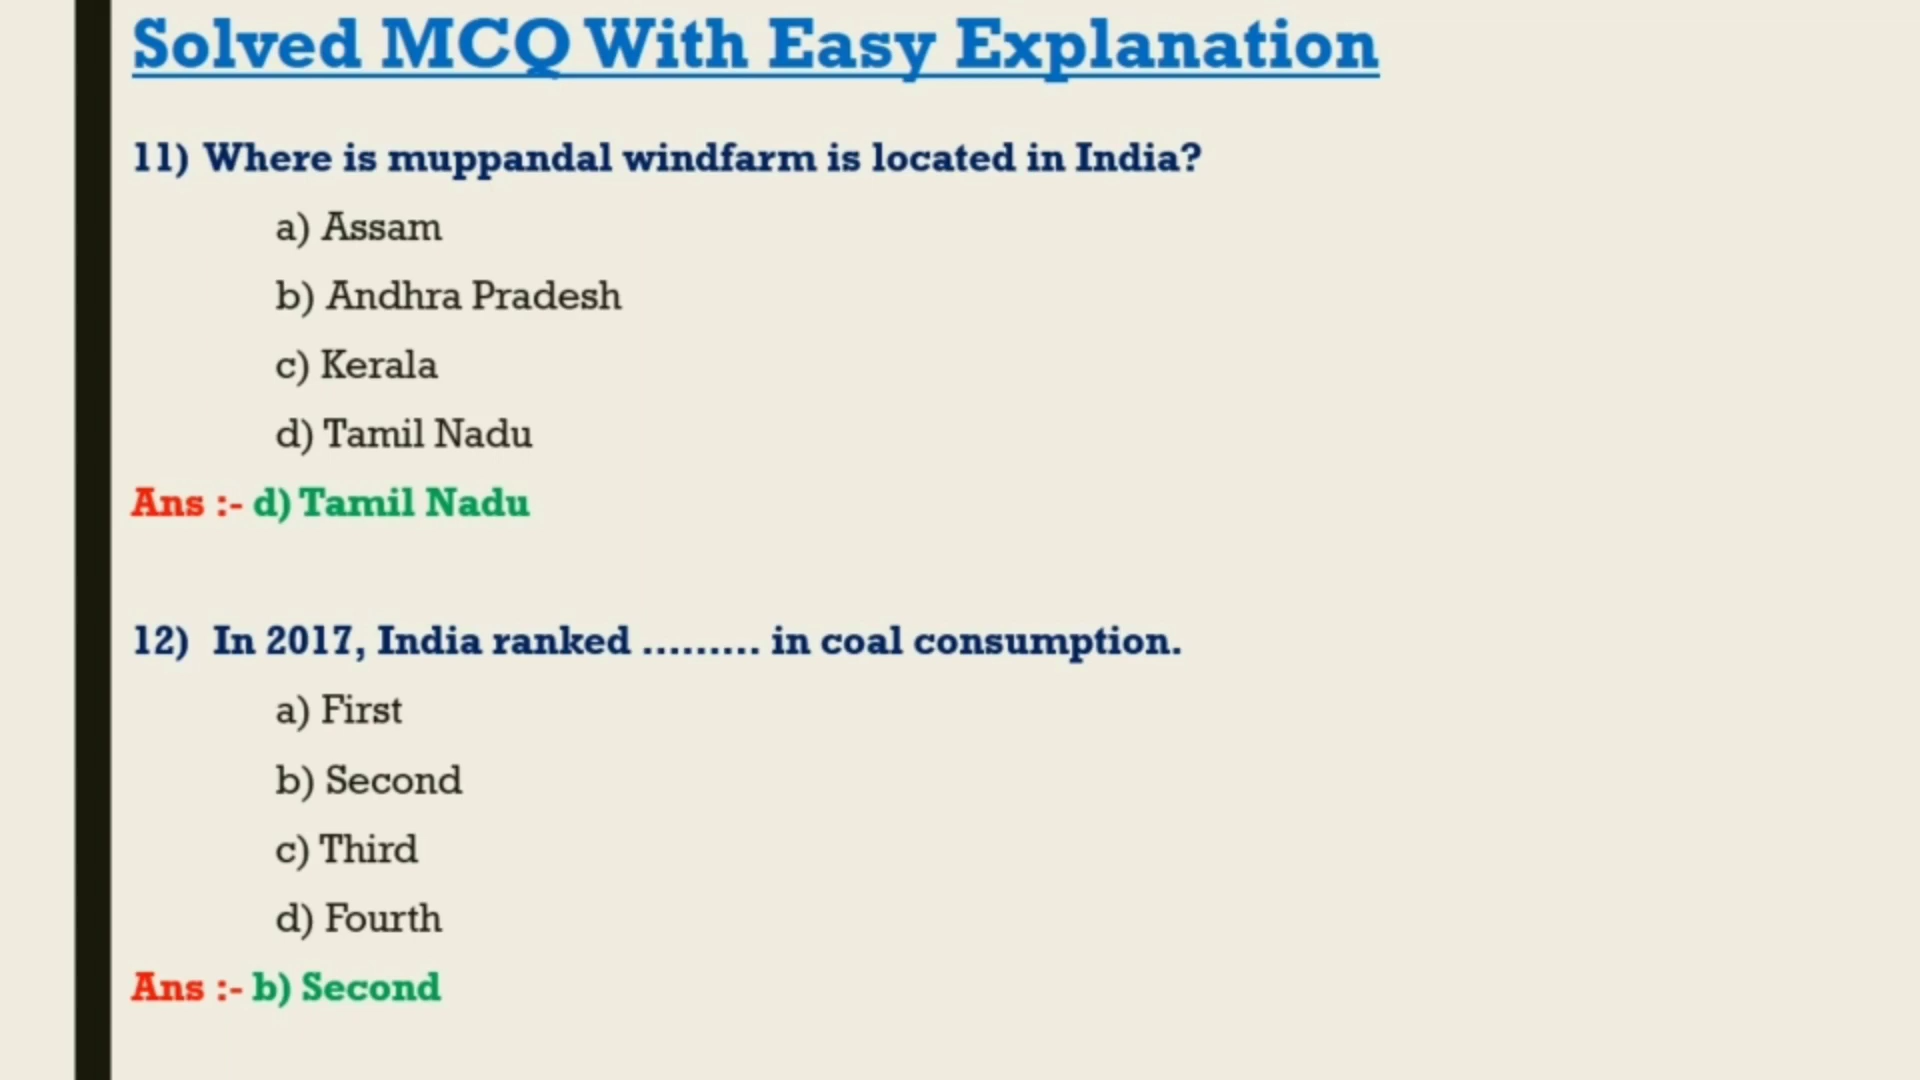 Solved MCQ With Easy Explanation
11) Where is muppandal windfarm is located in India?
a) Assam
b) Andhra Pradesh
c) Kerala
d) Tamil Nadu
Ans :- d) Tamil Nadu
12) In 2017, India ranked ......... in coal consumption.
a) First
b) Second
c) Third
d) Fourth
Ans :- b) Second